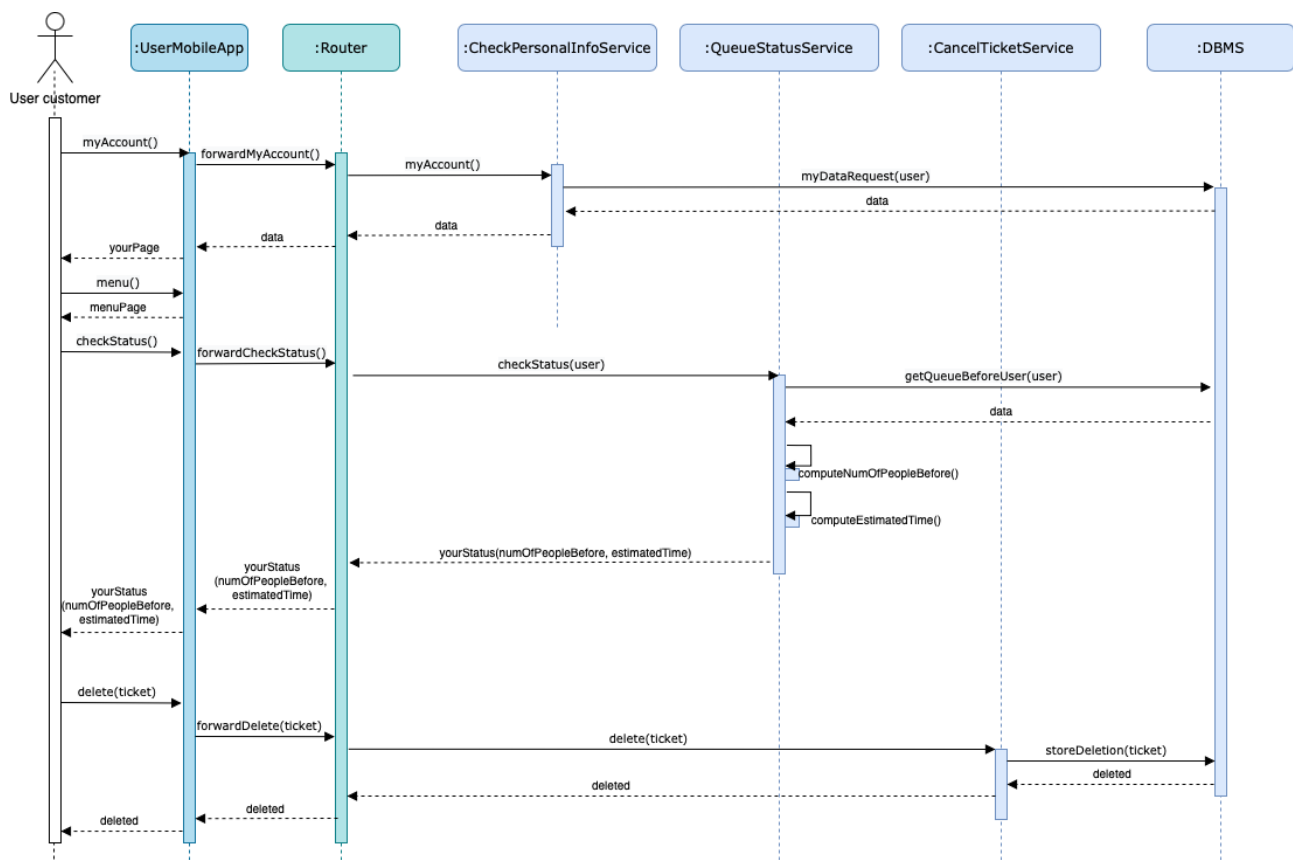 :UserMobileApp
:Router
:CheckPersonalInfoService
:QueueStatusService
:CancelTicketService
:DBMS
User customer
myAccount()
forwardMyAccount()
myAccount()
myDataRequest(user)
data
data
data
yourPage
menu()
menuPage
checkStatus()
forwardCheckStatus()
checkStatus(user)
getQueueBeforeUser(user)
data
computeNumOfPeopleBefore()
computeEstimatedTime()
yourStatus(numOfPeopleBefore, estimatedTime)
yourStatus
(numOfPeopleBefore,
estimatedTime)
yourStatus
(numOfPeopleBefore,
estimatedTime)
delete(ticket)
forwardDelete(ticket)
delete(ticket)
storeDeletion(ticket)
deleted
deleted
deleted
deleted